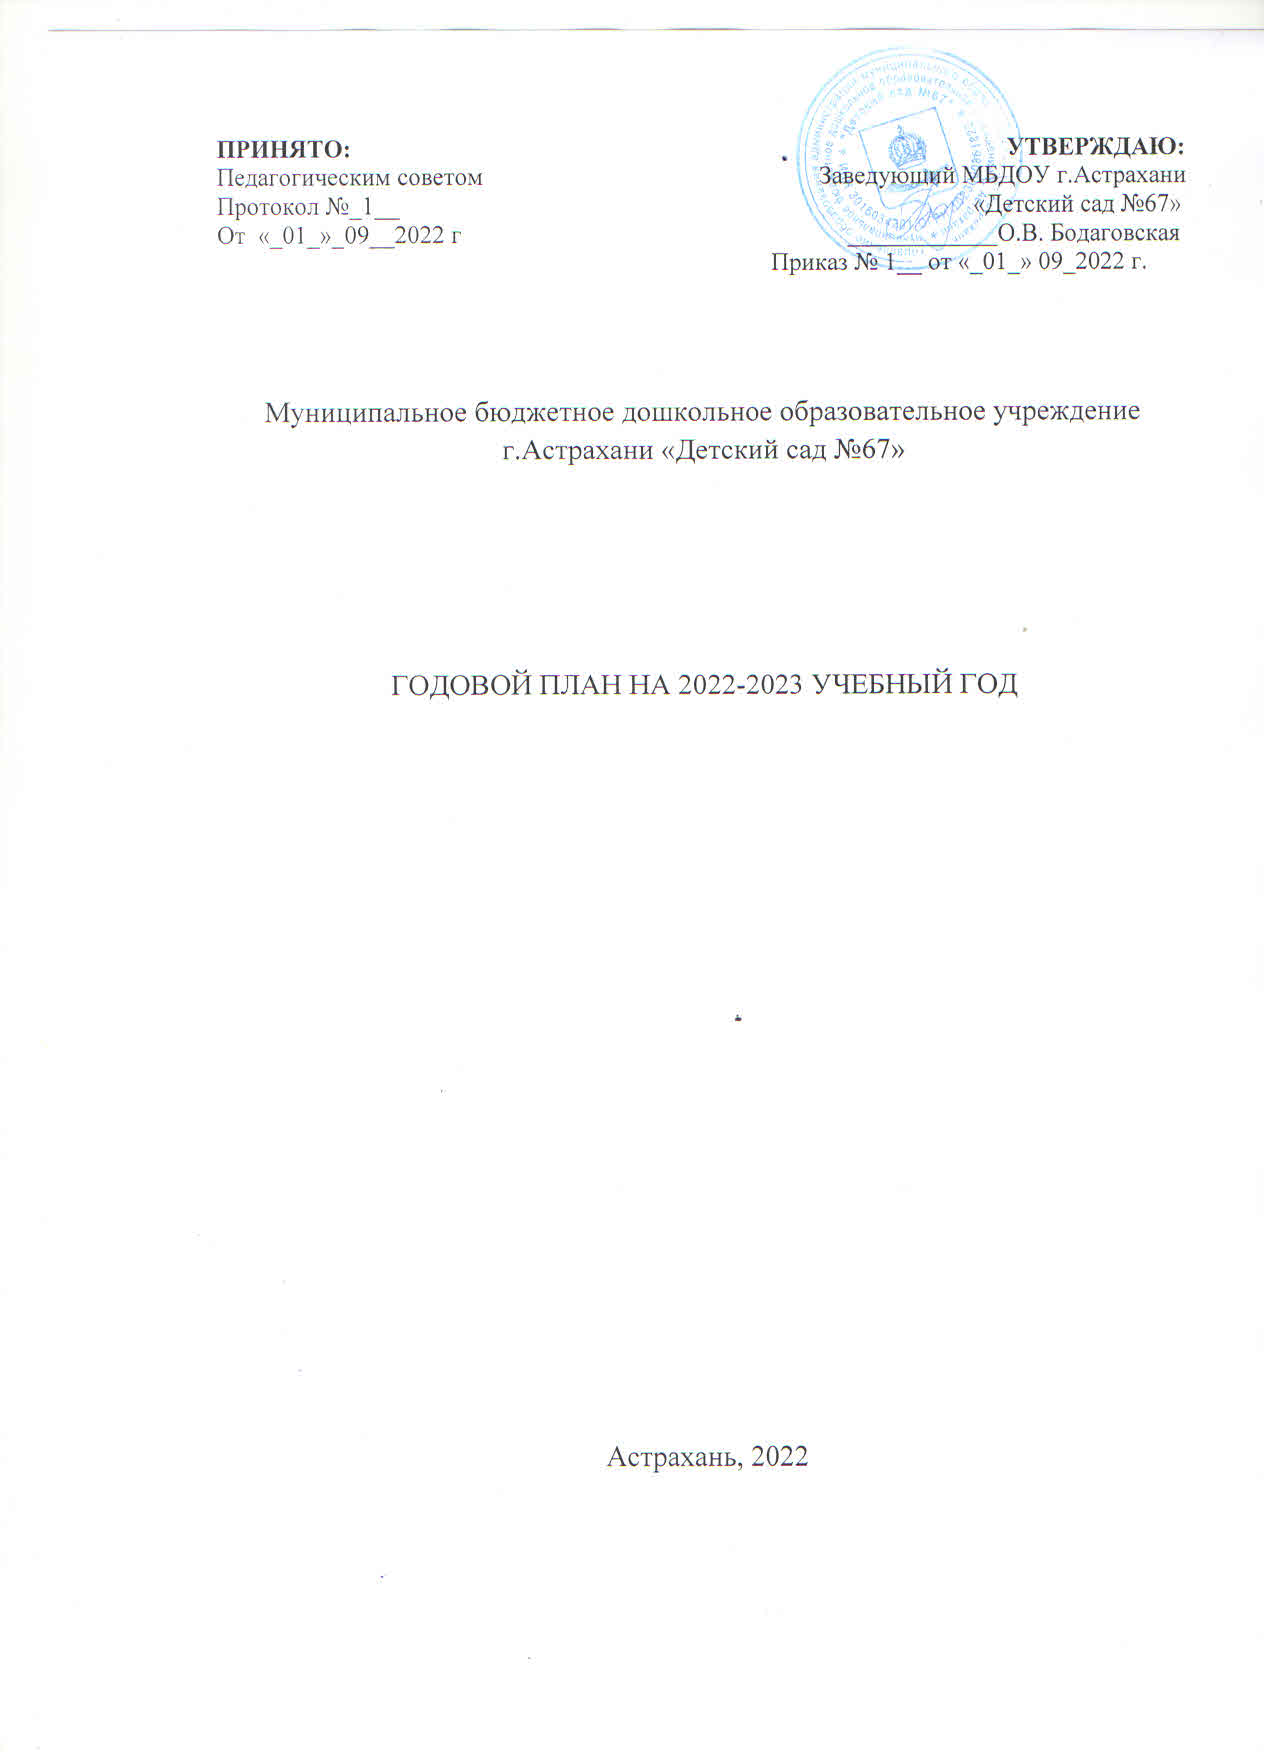 ПРИНЯТО:
Педагогическим советом
Протокол №_1__
От «_01_»_09__2022 г
УТВЕРЖДАЮ:
Заведующий МБДОУ г.Астрахани
«Детский сад №67»
____________О.В. Бодаговская
Приказ № 1__ от «_01_» 09_2022 г.
Муниципальное бюджетное дошкольное образовательное учреждение
г.Астрахани «Детский сад №67»
ГОДОВОЙ ПЛАН НА 2022-2023 УЧЕБНЫЙ ГОД
Астрахань, 2022